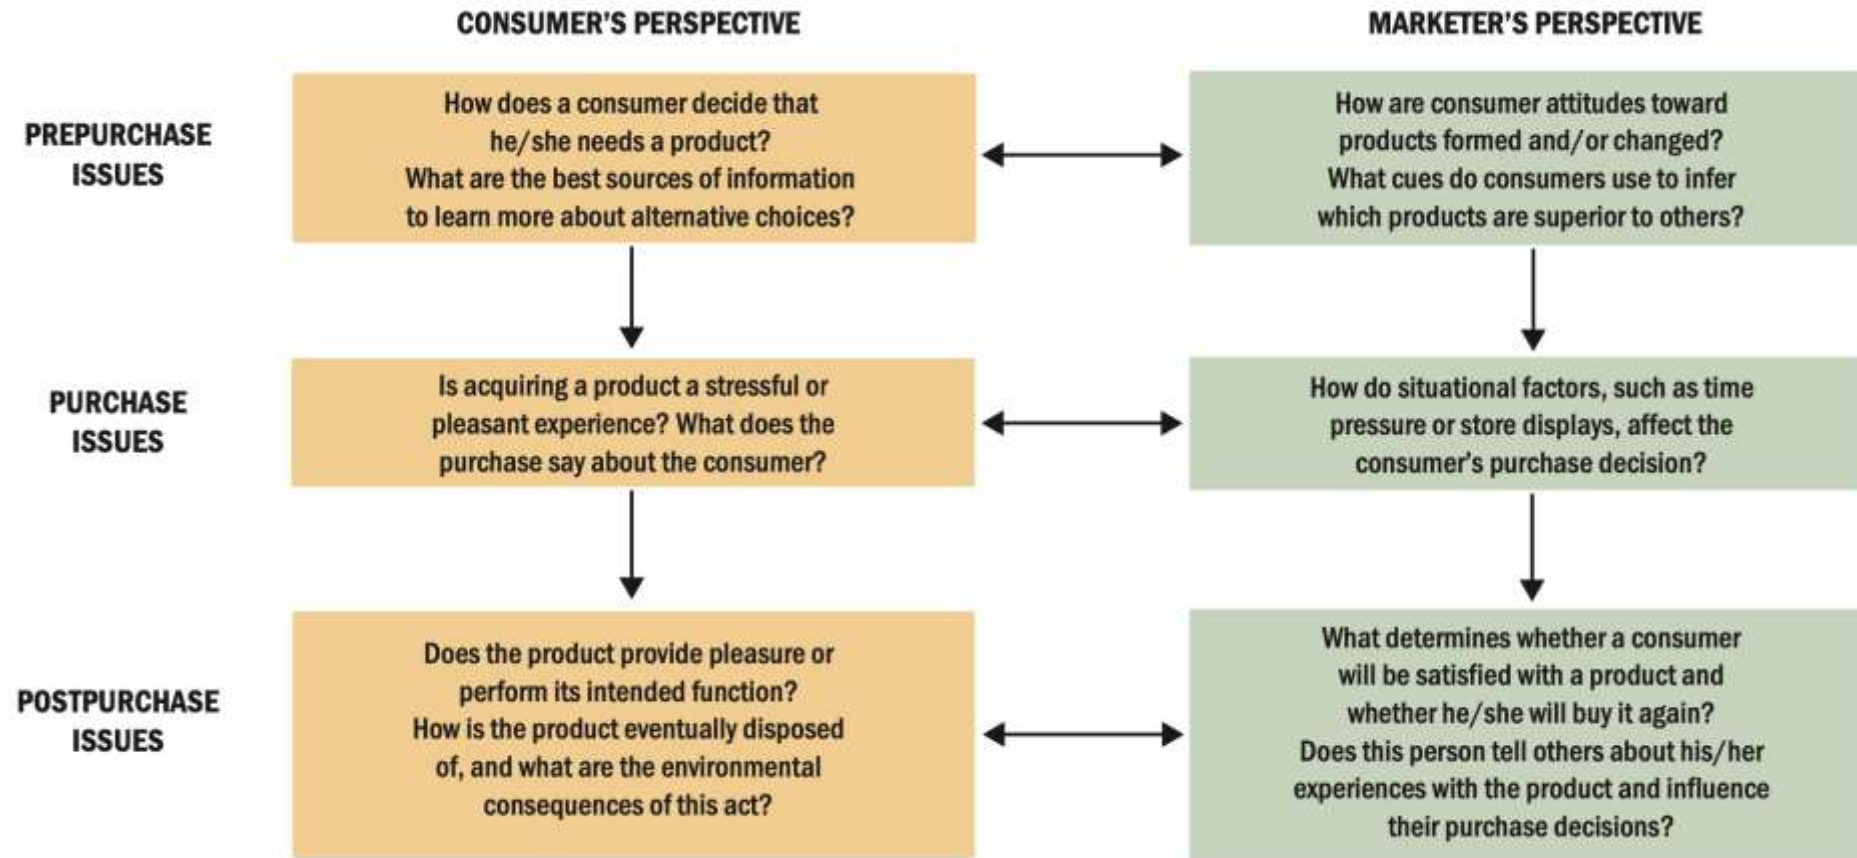 CONSUMER'S PERSPECTIVE
MARKETER'S PERSPECTIVE
PREPURCHASE
ISSUES
How does a consumer decide that
he/she needs a product?
What are the best sources of information
to learn more about alternative choices?
How are consumer attitudes toward
products formed and/or changed?
What cues do consumers use to infer
which products are superior to others?
PURCHASE
ISSUES
Is acquiring a product a stressful or
pleasant experience? What does the
purchase say about the consumer?
How do situational factors, such as time
pressure or store displays, affect the
consumer's purchase decision?
POSTPURCHASE
ISSUES
Does the product provide pleasure or
perform its intended function?
How is the product eventually disposed
of, and what are the environmental
consequences of this act?
What determines whether a consumer
will be satisfied with a product and
whether he/she will buy it again?
Does this person tell others about his/her
experiences with the product and influence
their purchase decisions?